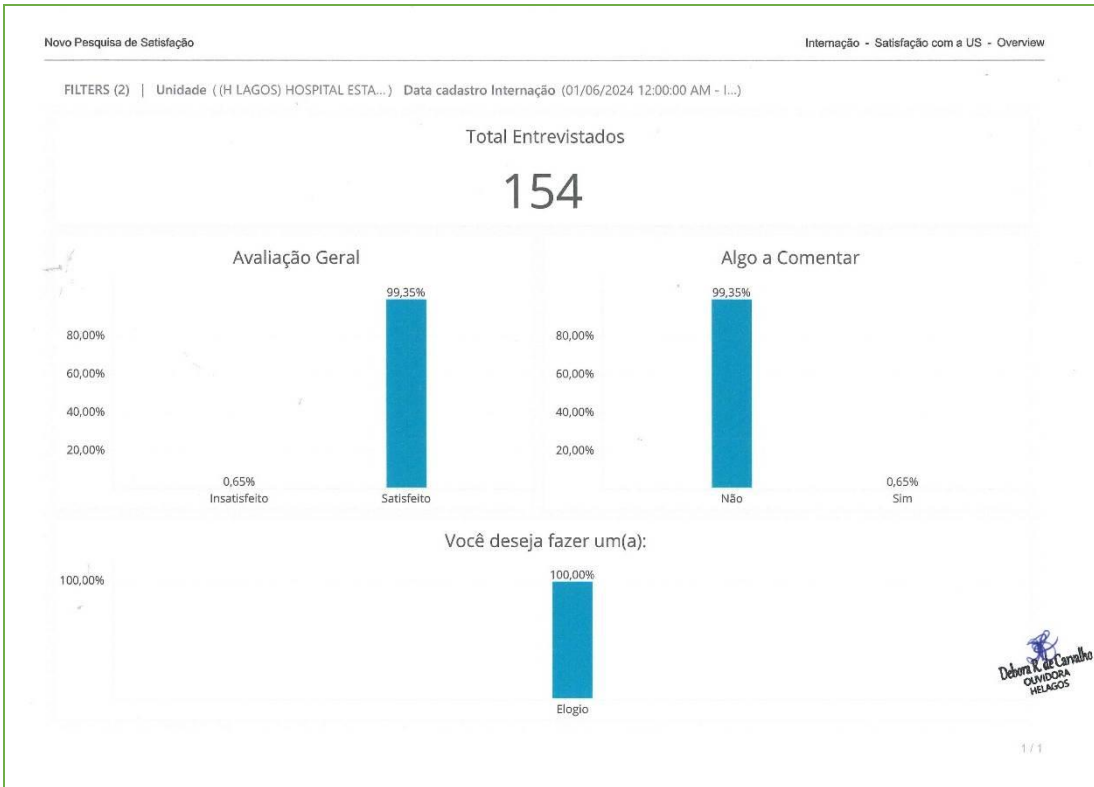 Novo Pesquisa de Satisfação
Internação - Satisfação com a US - Overview
FILTERS (2) | Unidade ((H LAGOS) HOSPITAL ESTA...) Data cadastro Internação (01/06/2024 12:00:00 AM - I...)
Total Entrevistados
154
Avaliação Geral
99,35%
80,00%
60,00%
40,00%
20,00%
0,65%
Insatisfeito
Satisfeito
Algo a Comentar
99,35%
80,00%
60,00%
40,00%
20,00%
0,65%
Não
Sim
Você deseja fazer um(a):
100,00%
100,00%
Elogio
Debora R. de Carvalho
OUVIDORA
HELAGOS
1 / 1